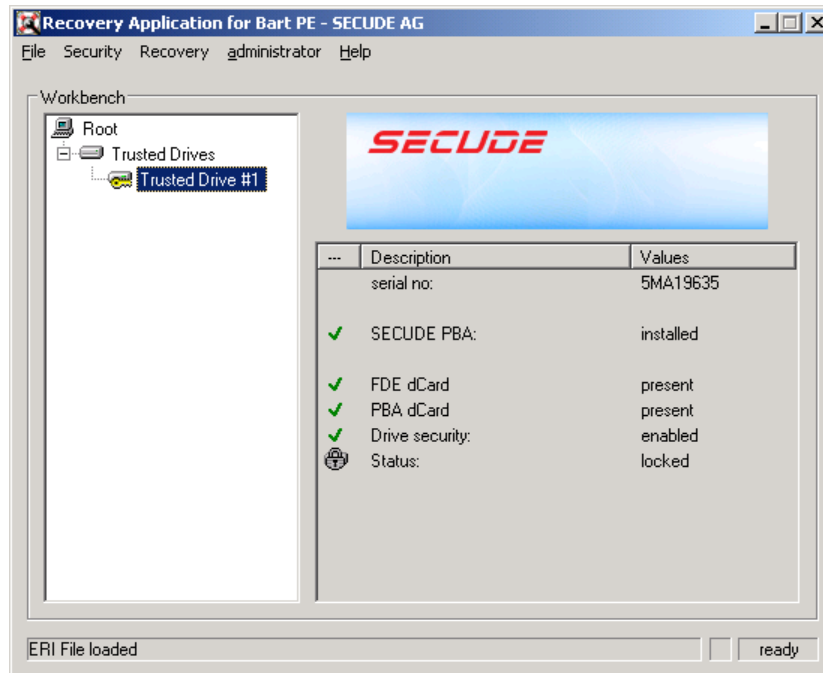 Recovery Application for Bart PE - SECUDE AG
File Security Recovery administrator Help
Workbench
Root
Trusted Drives
Trusted Drive #1
SECUDE
--- Description Values
serial no: 5MA19635
SECUDE PBA: installed
FDE dCard present
PBA dCard present
Drive security: enabled
Status: locked
ERI File loaded ready